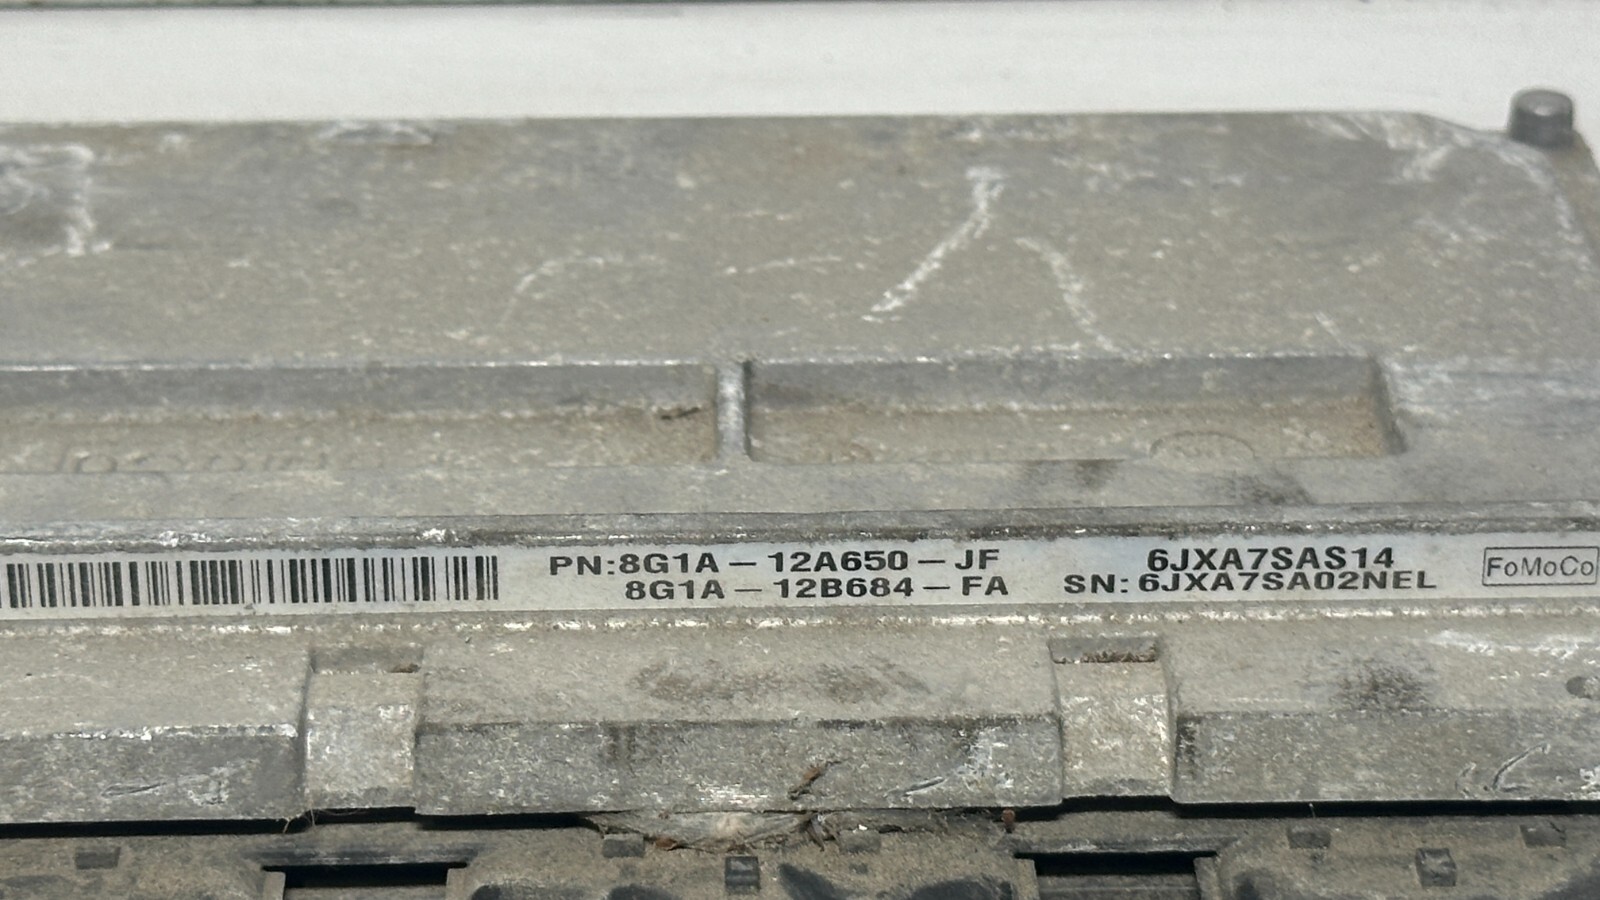 PN:8G1A-12A650-JF
8G1A-12B684-FA
6JXA7SAS14
SN:6JXA7SA02NEL
FoMoCo